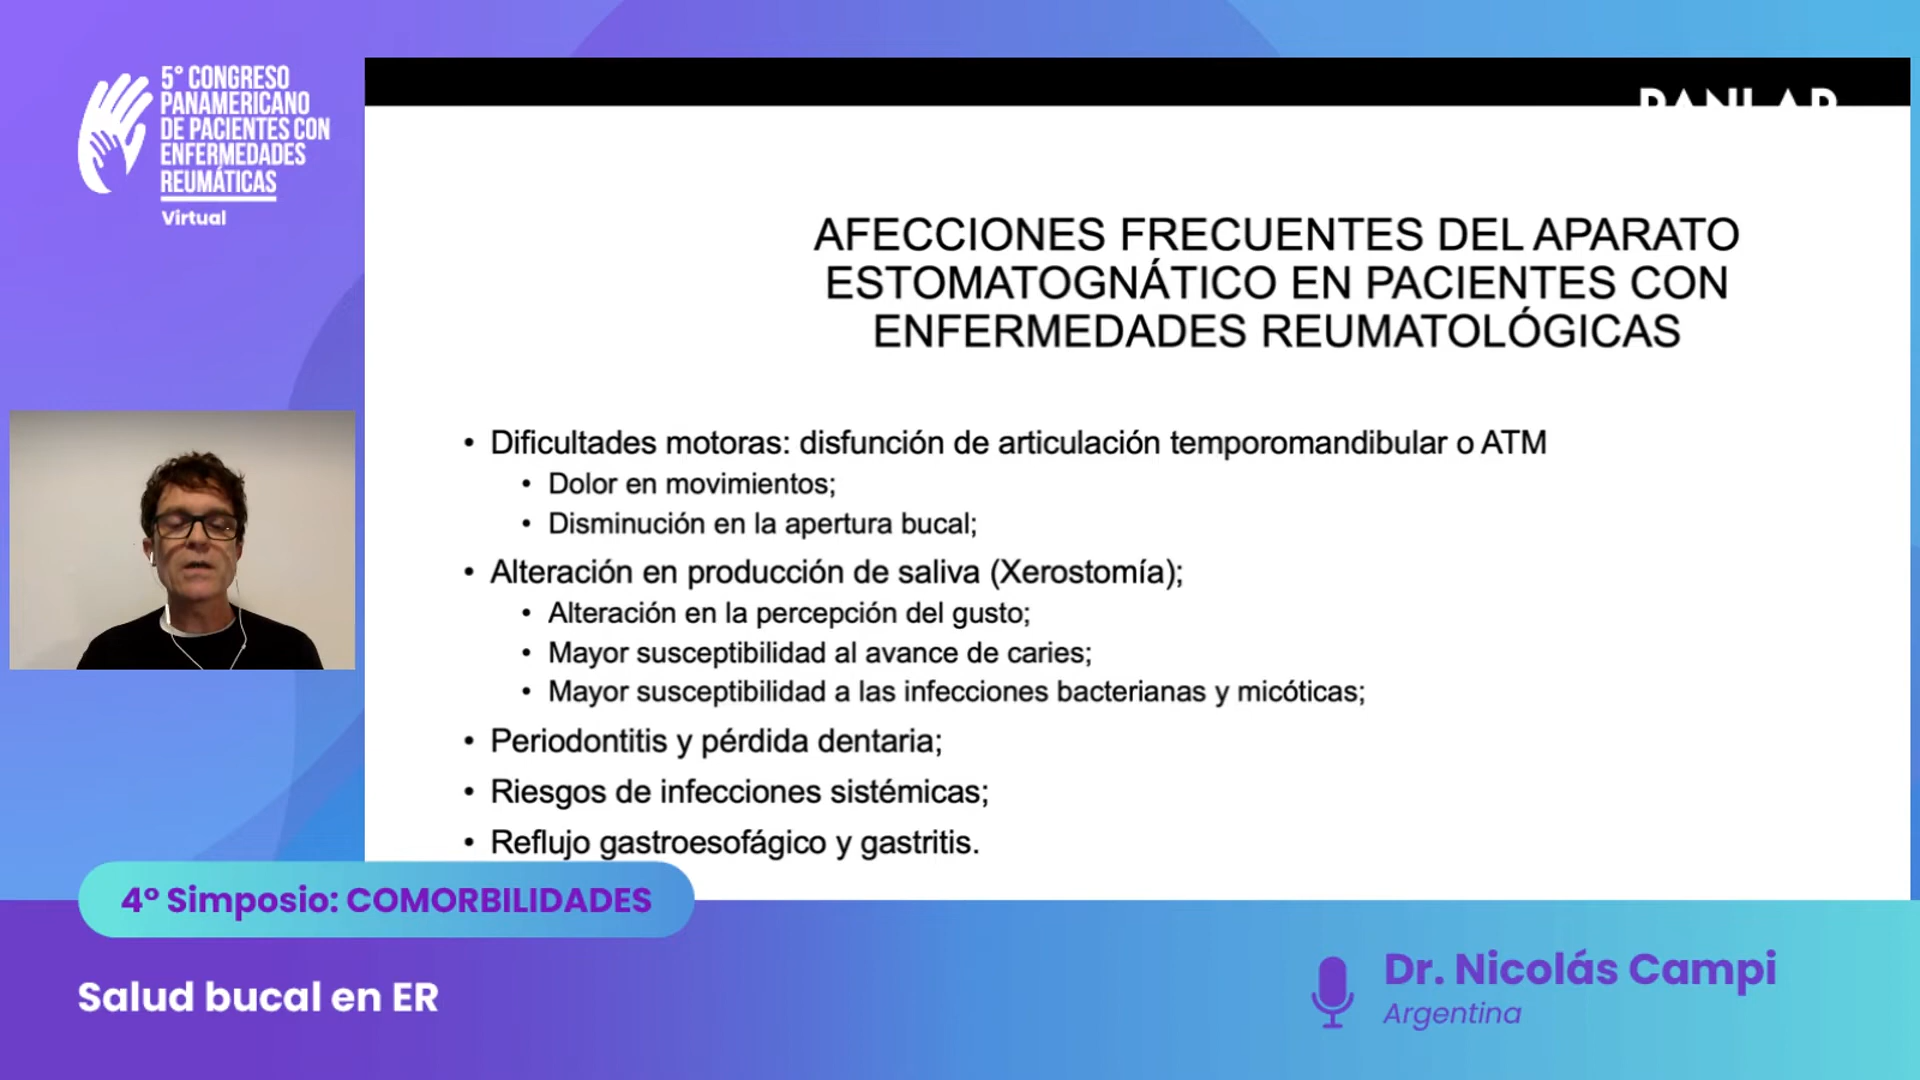 5° CONGRESO
PANAMERICANO
DE PACIENTES CON
ENFERMEDADES
REUMÁTICAS
Virtual
AFECCIONES FRECUENTES DEL APARATO
ESTOMATOGNÁTICO EN PACIENTES CON
ENFERMEDADES REUMATOLÓGICAS
• Dificultades motoras: disfunción de articulación temporomandibular o ATM
• Dolor en movimientos;
• Disminución en la apertura bucal;
• Alteración en producción de saliva (Xerostomía);
• Alteración en la percepción del gusto;
• Mayor susceptibilidad al avance de caries;
• Mayor susceptibilidad a las infecciones bacterianas y micóticas;
• Periodontitis y pérdida dentaria;
• Riesgos de infecciones sistémicas;
• Reflujo gastroesofágico y gastritis.
4° Simposio: COMORBILIDADES
Salud bucal en ER
Dr. Nicolás Campi
Argentina